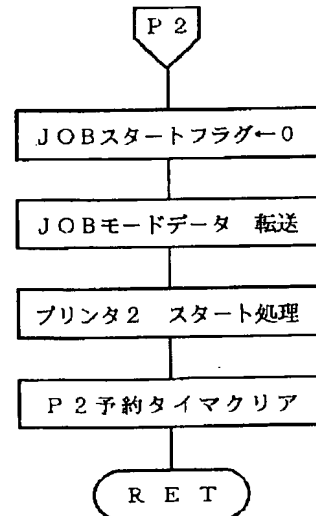 P 2
JOBスタートフラグ←0
JOBモードデータ 転送
プリンタ2 スタート処理
P 2予約タイマクリア
R E T